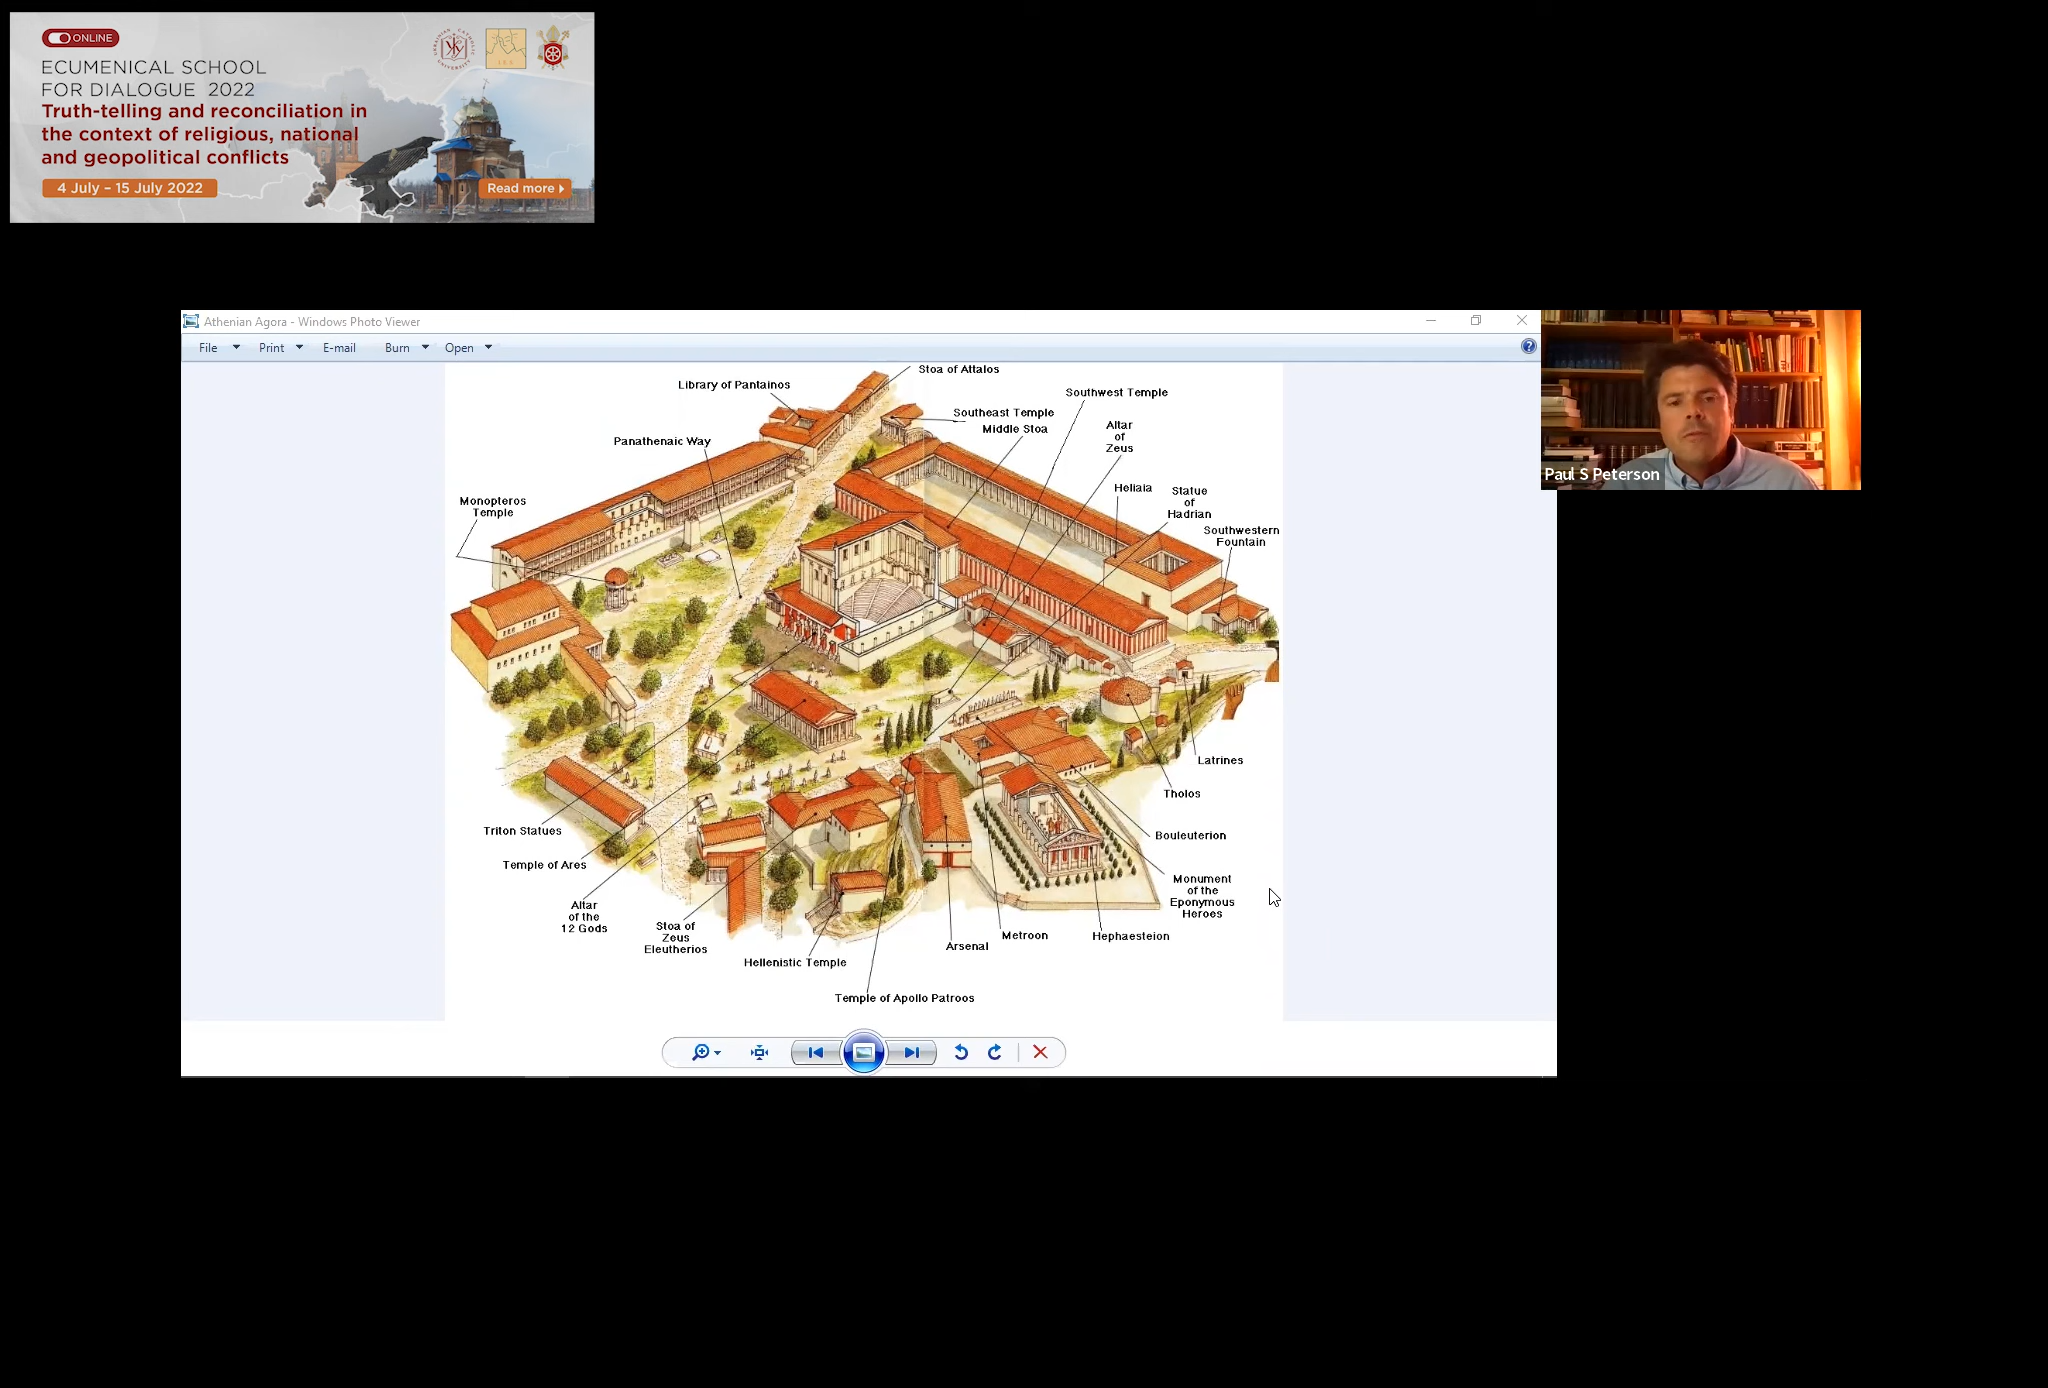 ONLINE
ECUMENICAL SCHOOL
FOR DIALOGUE 2022
Truth-telling and reconciliation in
the context of religious, national
and geopolitical conflicts
4 July – 15 July 2022
Read more
Athenian Agora - Windows Photo Viewer
File
Print
E-mail
Burn
Open
Stoa of Attalos
Library of Pantainos
Southwest Temple
Southeast Temple
Middle Stoa
Altar
of
Zeus
Panathenaic Way
Heliaia
Statue
of
Hadrian
Monopteros
Temple
Southwestern
Fountain
Paul S Peterson
Latrines
Tholos
Triton Statues
Bouleuterion
Temple of Ares
Monument
of the
Eponymous
Heroes
Altar
of the
12 Gods
Stoa of
Zeus
Eleutherios
Metroon
Hephaesteion
Arsenal
Hellenistic Temple
Temple of Apollo Patroos